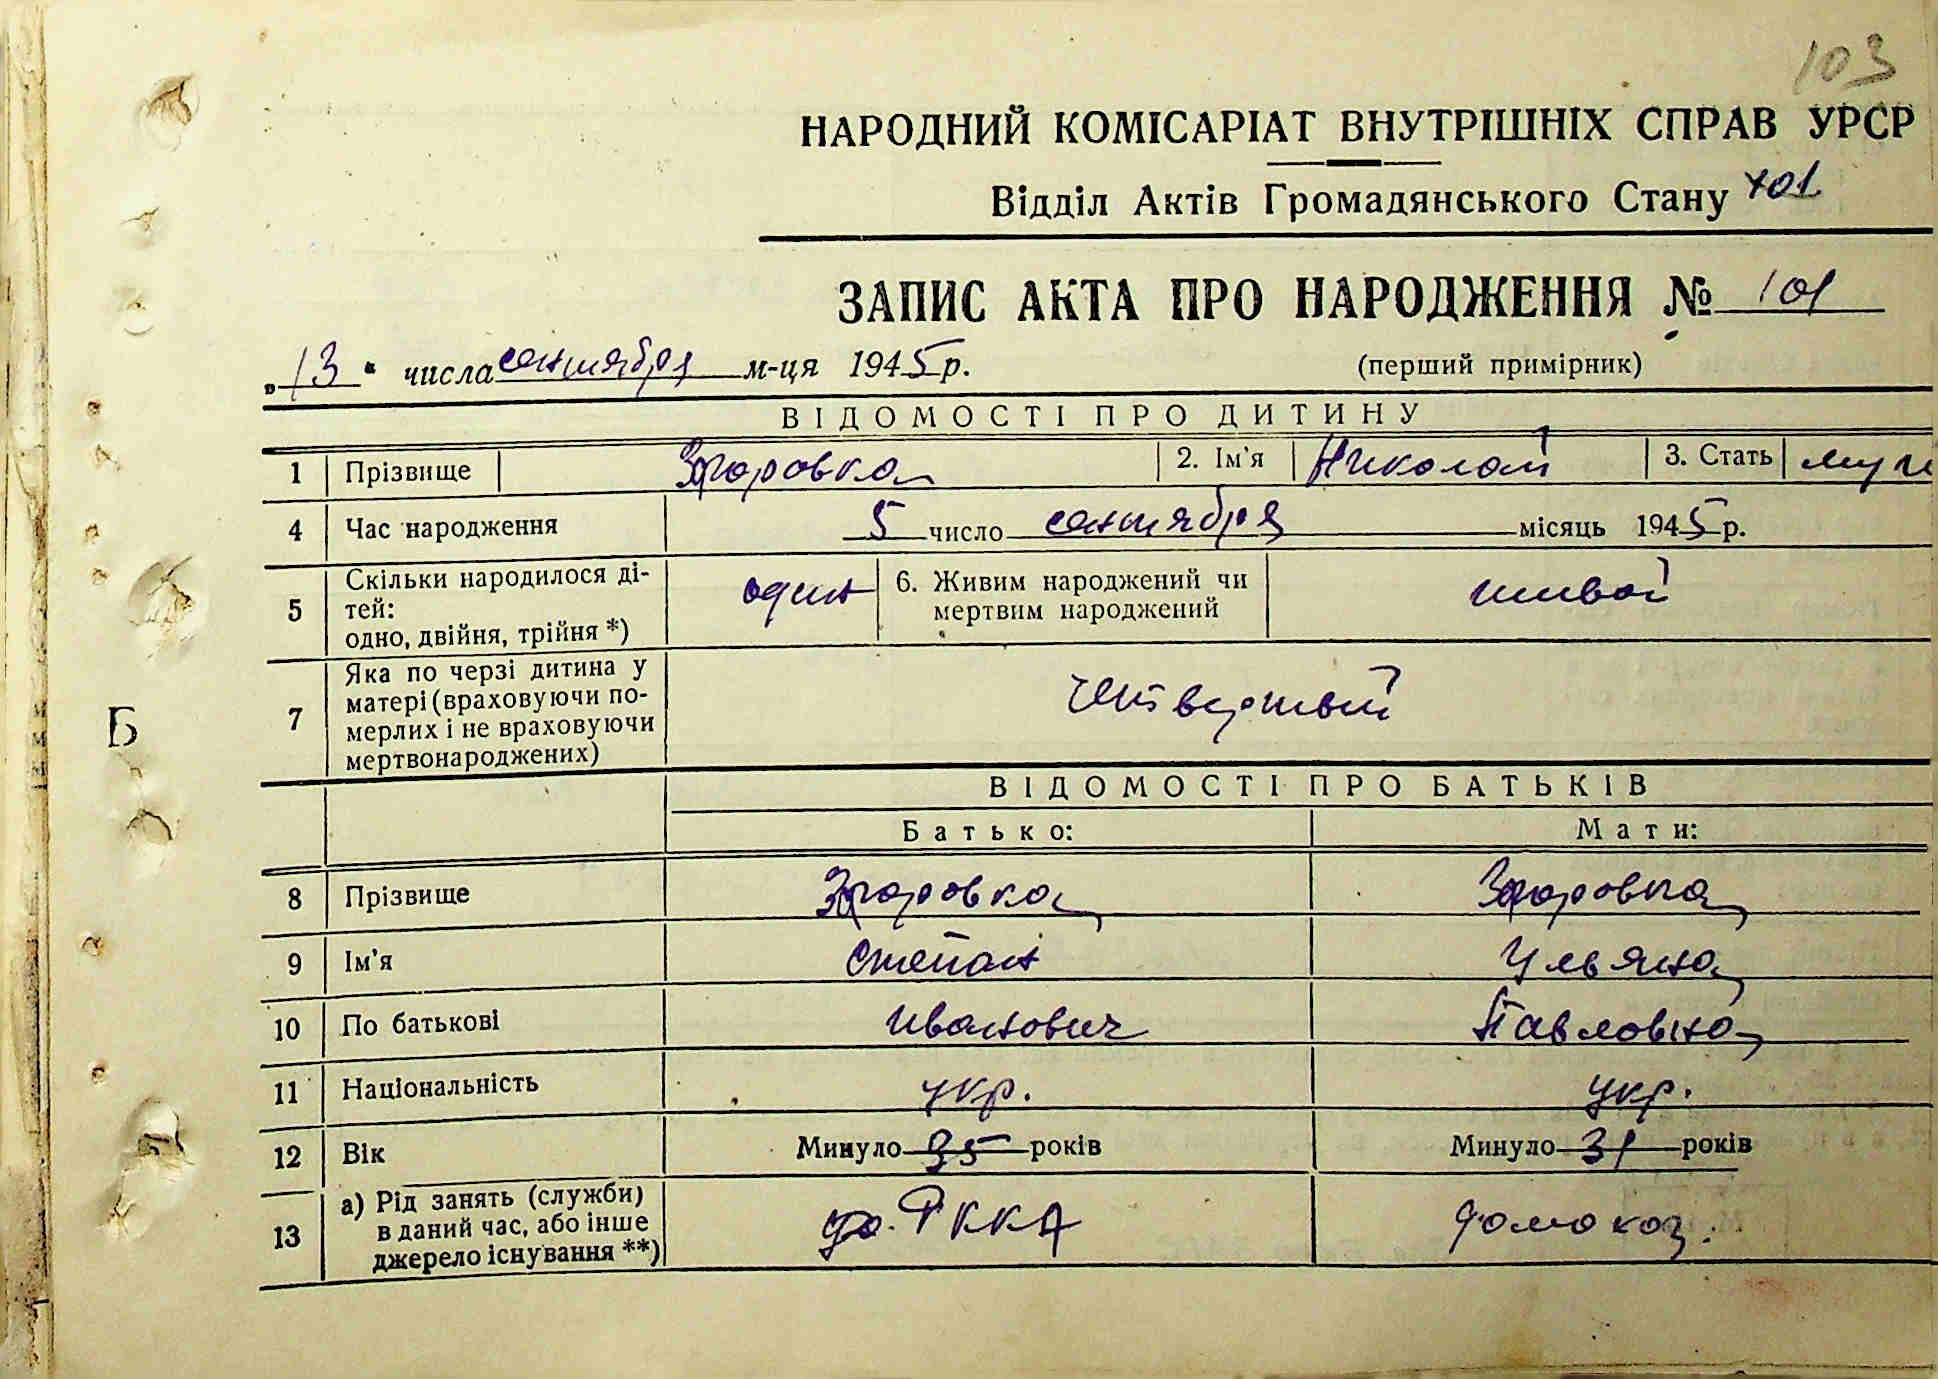 103
НАРОДНИЙ КОМІСАРІАТ ВНУТРІШНІХ СПРАВ УРСР
Відділ Актів Громадянського Стану 101
ЗАПИС АКТА ПРО НАРОДЖЕННЯ № 101
„13“ числа сентября м-ця 1945 р. (перший примірник)
ВІДОМОСТІ ПРО ДИТИНУ
1 Прізвище 2. Ім'я Николай 3. Стать
4 Час народження 5 число сентября місяць 1945 р.
5 Скільки народилося ді-
тей:
одно, двійня, трійня *) один 6. Живим народжений чи
мертвим народжений живой
7 Яка по черзі дитина у
матері (враховуючи по-
мерлих і не враховуючи
мертвонароджених) четвертый
Б
ВІДОМОСТІ ПРО БАТЬКІВ
Батько: Мати:
8 Прізвище
9 Ім'я Степан Ульяна
10 По батькові Иванович Павловна
11 Національність укр. укр.
12 Вік Минуло 35 років Минуло 31 років
13 а) Рід занять (служби)
в даний час, або інше
джерело існування **) РККА домохоз.